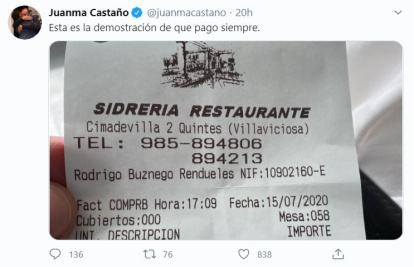 Juanma Castaño @juanmacastano · 20h
Esta es la demostración de que pago siempre.
SIDRERIA RESTAURANTE
Cimadevilla 2 Quintes (Villaviciosa)
TEL: 985-894806
894213
Rodrigo Buznego Rendueles NIF:10902160-E
Fact COMPRB Hora:17:09 Fecha:15/07/2020
Cubiertos:000 Mesa:058
UNI. DESCRIPCION IMPORTE
136 76 838